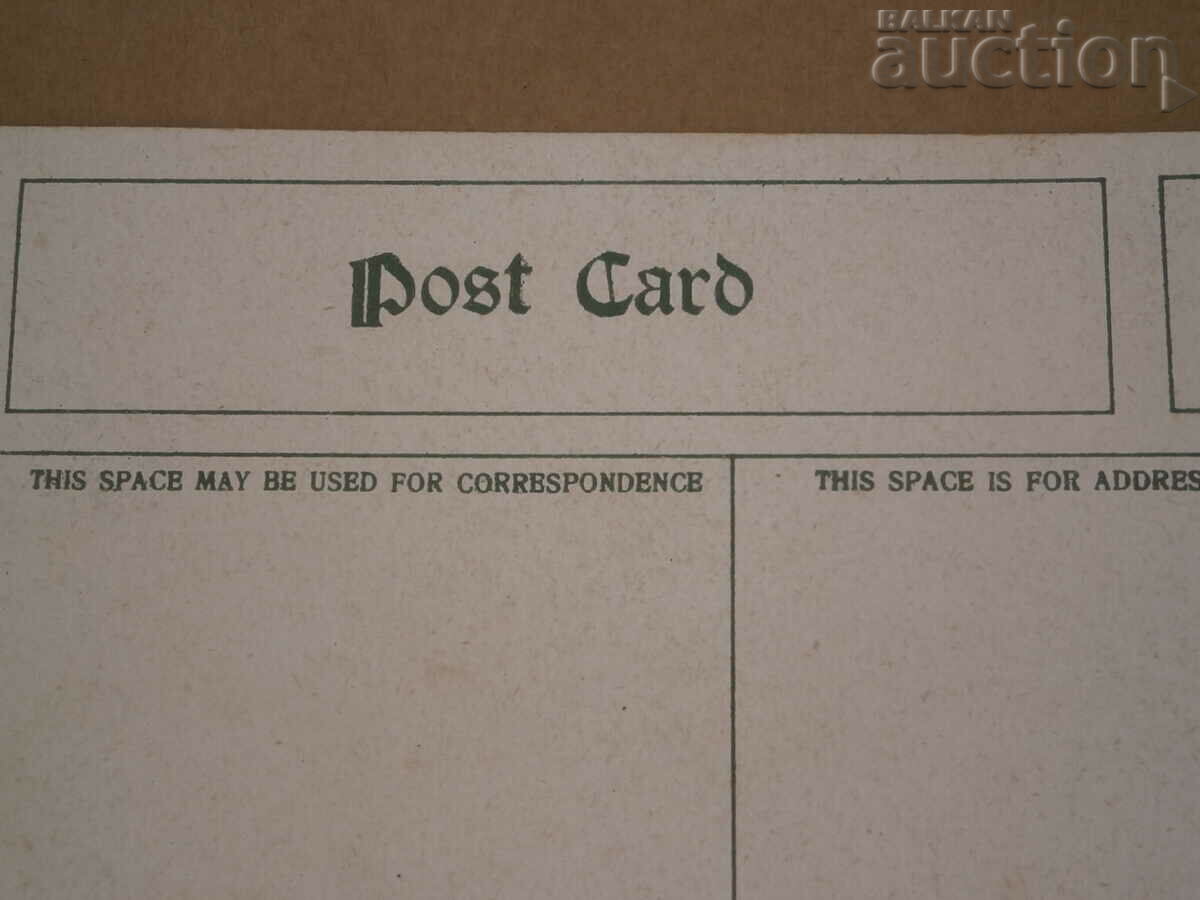 BALKAN
auction
Post Card
THIS SPACE MAY BE USED FOR CORRESPONDENCE
THIS SPACE IS FOR ADDRES